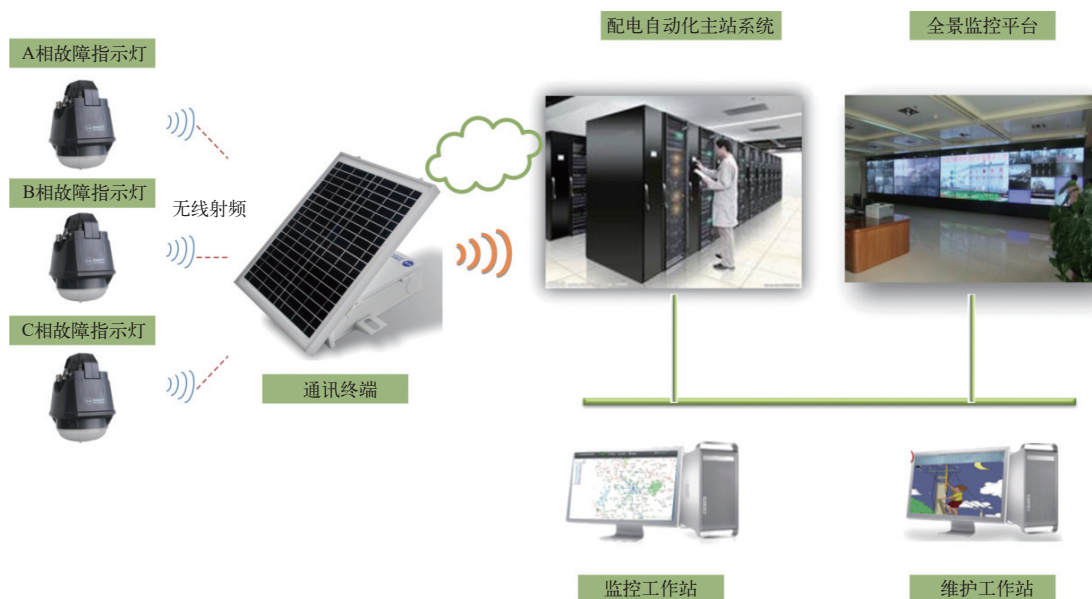 配电自动化主站系统
全景监控平台
A相故障指示灯
B相故障指示灯
无线射频
C相故障指示灯
通讯终端
监控工作站
维护工作站